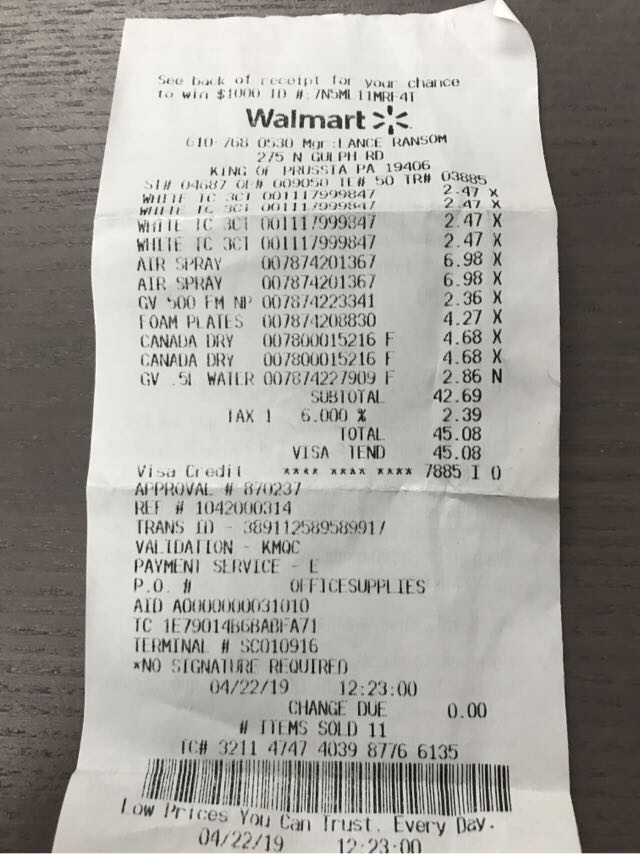 See back of receipt for your chance
to win $1000 ID #:7N5ML11MRF4T
Walmart
610-768-0530 Mgr:LANCE RANSOM
275 N GULPH RD
KING OF PRUSSIA PA 19406
ST# 04687 OP# 009050 TE# 50 TR# 03885
WHITE TC 3CT 001117999847 2.47 X
WHITE TC 3CT 001117999847 2.47 X
WHITE TC 3CT 001117999847 2.47 X
WHITE TC 3CT 001117999847 2.47 X
AIR SPRAY 007874201367 6.98 X
AIR SPRAY 007874201367 6.98 X
GV 500 FM NP 007874223341 2.36 X
FOAM PLATES 007874208830 4.27 X
CANADA DRY 007800015216 F 4.68 X
CANADA DRY 007800015216 F 4.68 X
GV .5L WATER 007874227909 F 2.86 N
SUBTOTAL 42.69
TAX 1 6.000 % 2.39
TOTAL 45.08
VISA TEND 45.08
Visa Credit **** **** **** 7885 I 0
APPROVAL # 870237
REF # 1042000314
TRANS ID - 389112589589917
VALIDATION - KMQC
PAYMENT SERVICE - E
P.O. # OFFICESUPPLIES
AID A0000000031010
TC 1E79014B6BABFA71
TERMINAL # SC010916
*NO SIGNATURE REQUIRED
04/22/19 12:23:00
CHANGE DUE 0.00
# ITEMS SOLD 11
TC# 3211 4747 4039 8776 6135
Low Prices You Can Trust. Every Day.
04/22/19 12:23:00